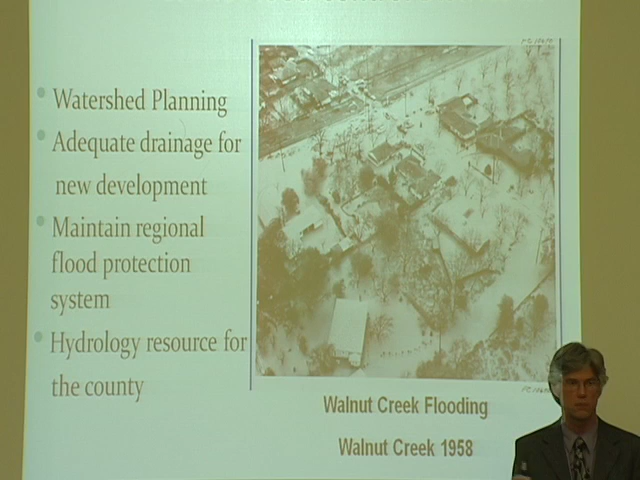 Watershed Planning
Adequate drainage for
new development
Maintain regional
flood protection
system
Hydrology resource for
the county
Walnut Creek Flooding
Walnut Creek 1958